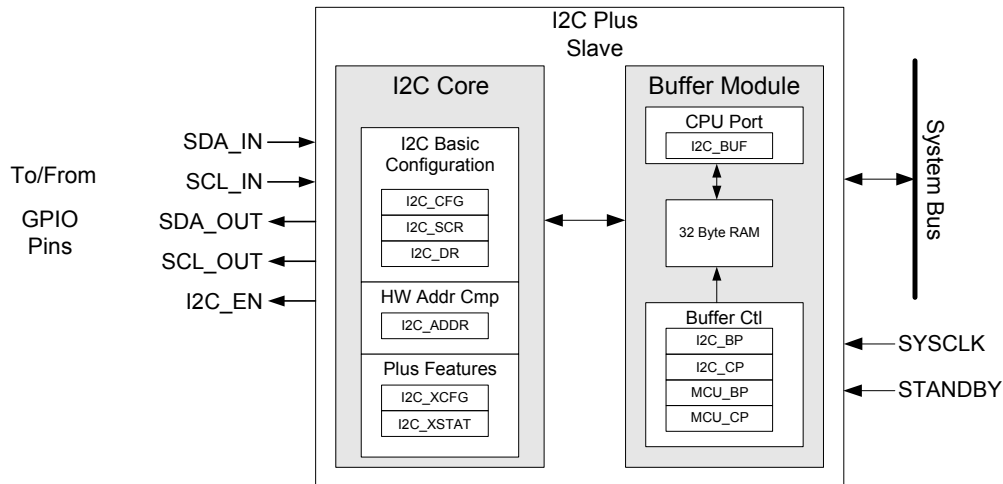 I2C Plus
Slave
To/From
GPIO
Pins
SDA_IN
SCL_IN
SDA_OUT
SCL_OUT
I2C_EN
I2C Core
I2C Basic
Configuration
I2C_CFG
I2C_SCR
I2C_DR
HW Addr Cmp
I2C_ADDR
Plus Features
I2C_XCFG
I2C_XSTAT
Buffer Module
CPU Port
I2C_BUF
32 Byte RAM
Buffer Ctl
I2C_BP
I2C_CP
MCU_BP
MCU_CP
System Bus
SYSCLK
STANDBY